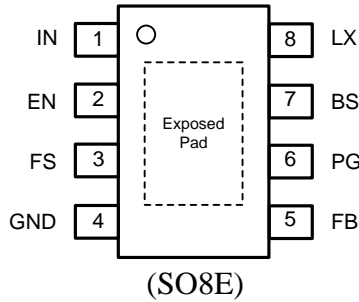 IN 1 8 LX
EN 2 7 BS
Exposed
Pad
FS 3 6 PG
GND 4 5 FB
(SO8E)